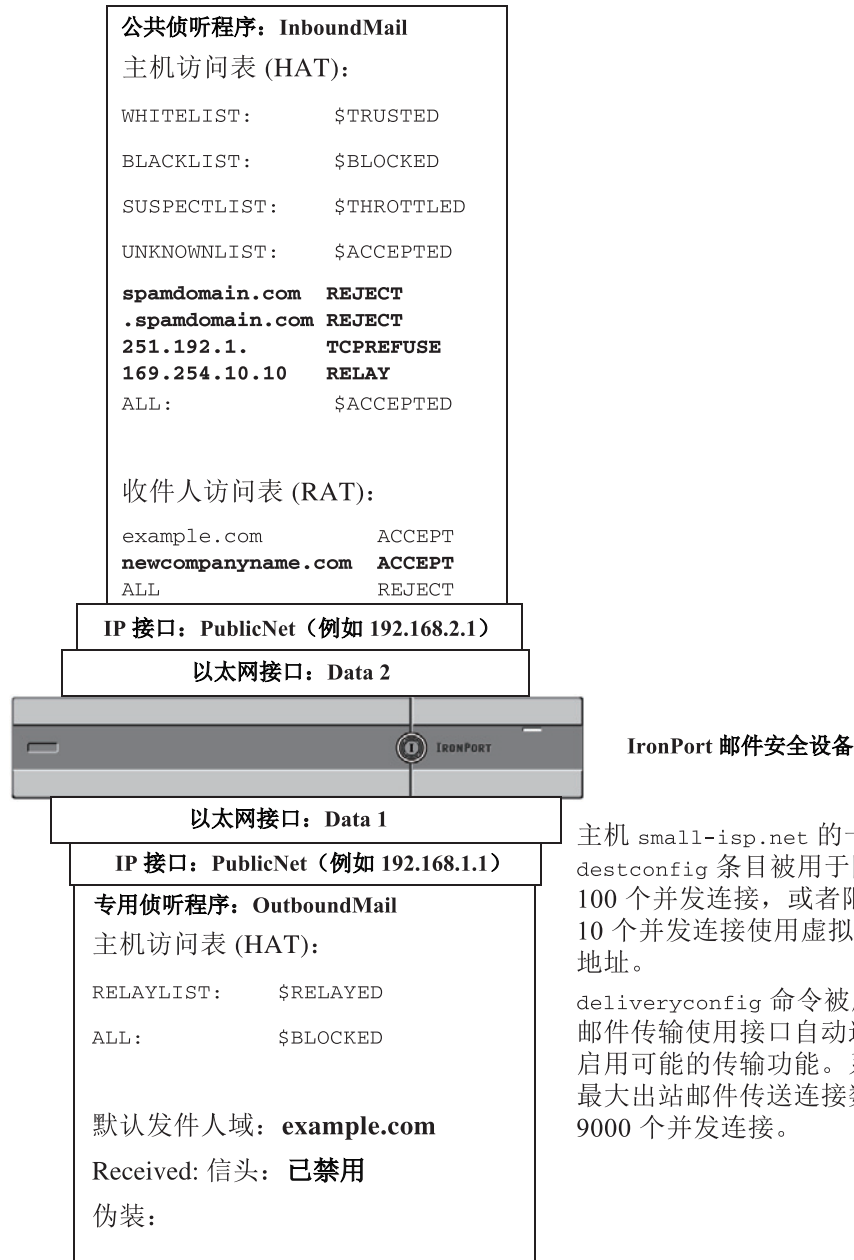 公共侦听程序：InboundMail
主机访问表 (HAT)：
WHITELIST: $TRUSTED
BLACKLIST: $BLOCKED
SUSPECTLIST: $THROTTLED
UNKNOWNLIST: $ACCEPTED
spamdomain.com REJECT
.spamdomain.com REJECT
251.192.1. TCPREFUSE
169.254.10.10 RELAY
ALL: $ACCEPTED
收件人访问表 (RAT)：
example.com ACCEPT
newcompanyname.com ACCEPT
ALL REJECT
IP 接口：PublicNet（例如 192.168.2.1）
以太网接口：Data 2
IRONPORT
IronPort 邮件安全设备
以太网接口：Data 1
IP 接口：PublicNet（例如 192.168.1.1）
专用侦听程序：OutboundMail
主机访问表 (HAT)：
RELAYLIST: $RELAYED
ALL: $BLOCKED
默认发件人域：example.com
Received: 信头：已禁用
伪装：
主机 small-isp.net 的
destconfig 条目被用于
100 个并发连接，或者
10 个并发连接使用虚拟
地址。
deliveryconfig 命令被
邮件传输使用接口自动
启用可能的传输功能。
最大出站邮件传送连接
9000 个并发连接。